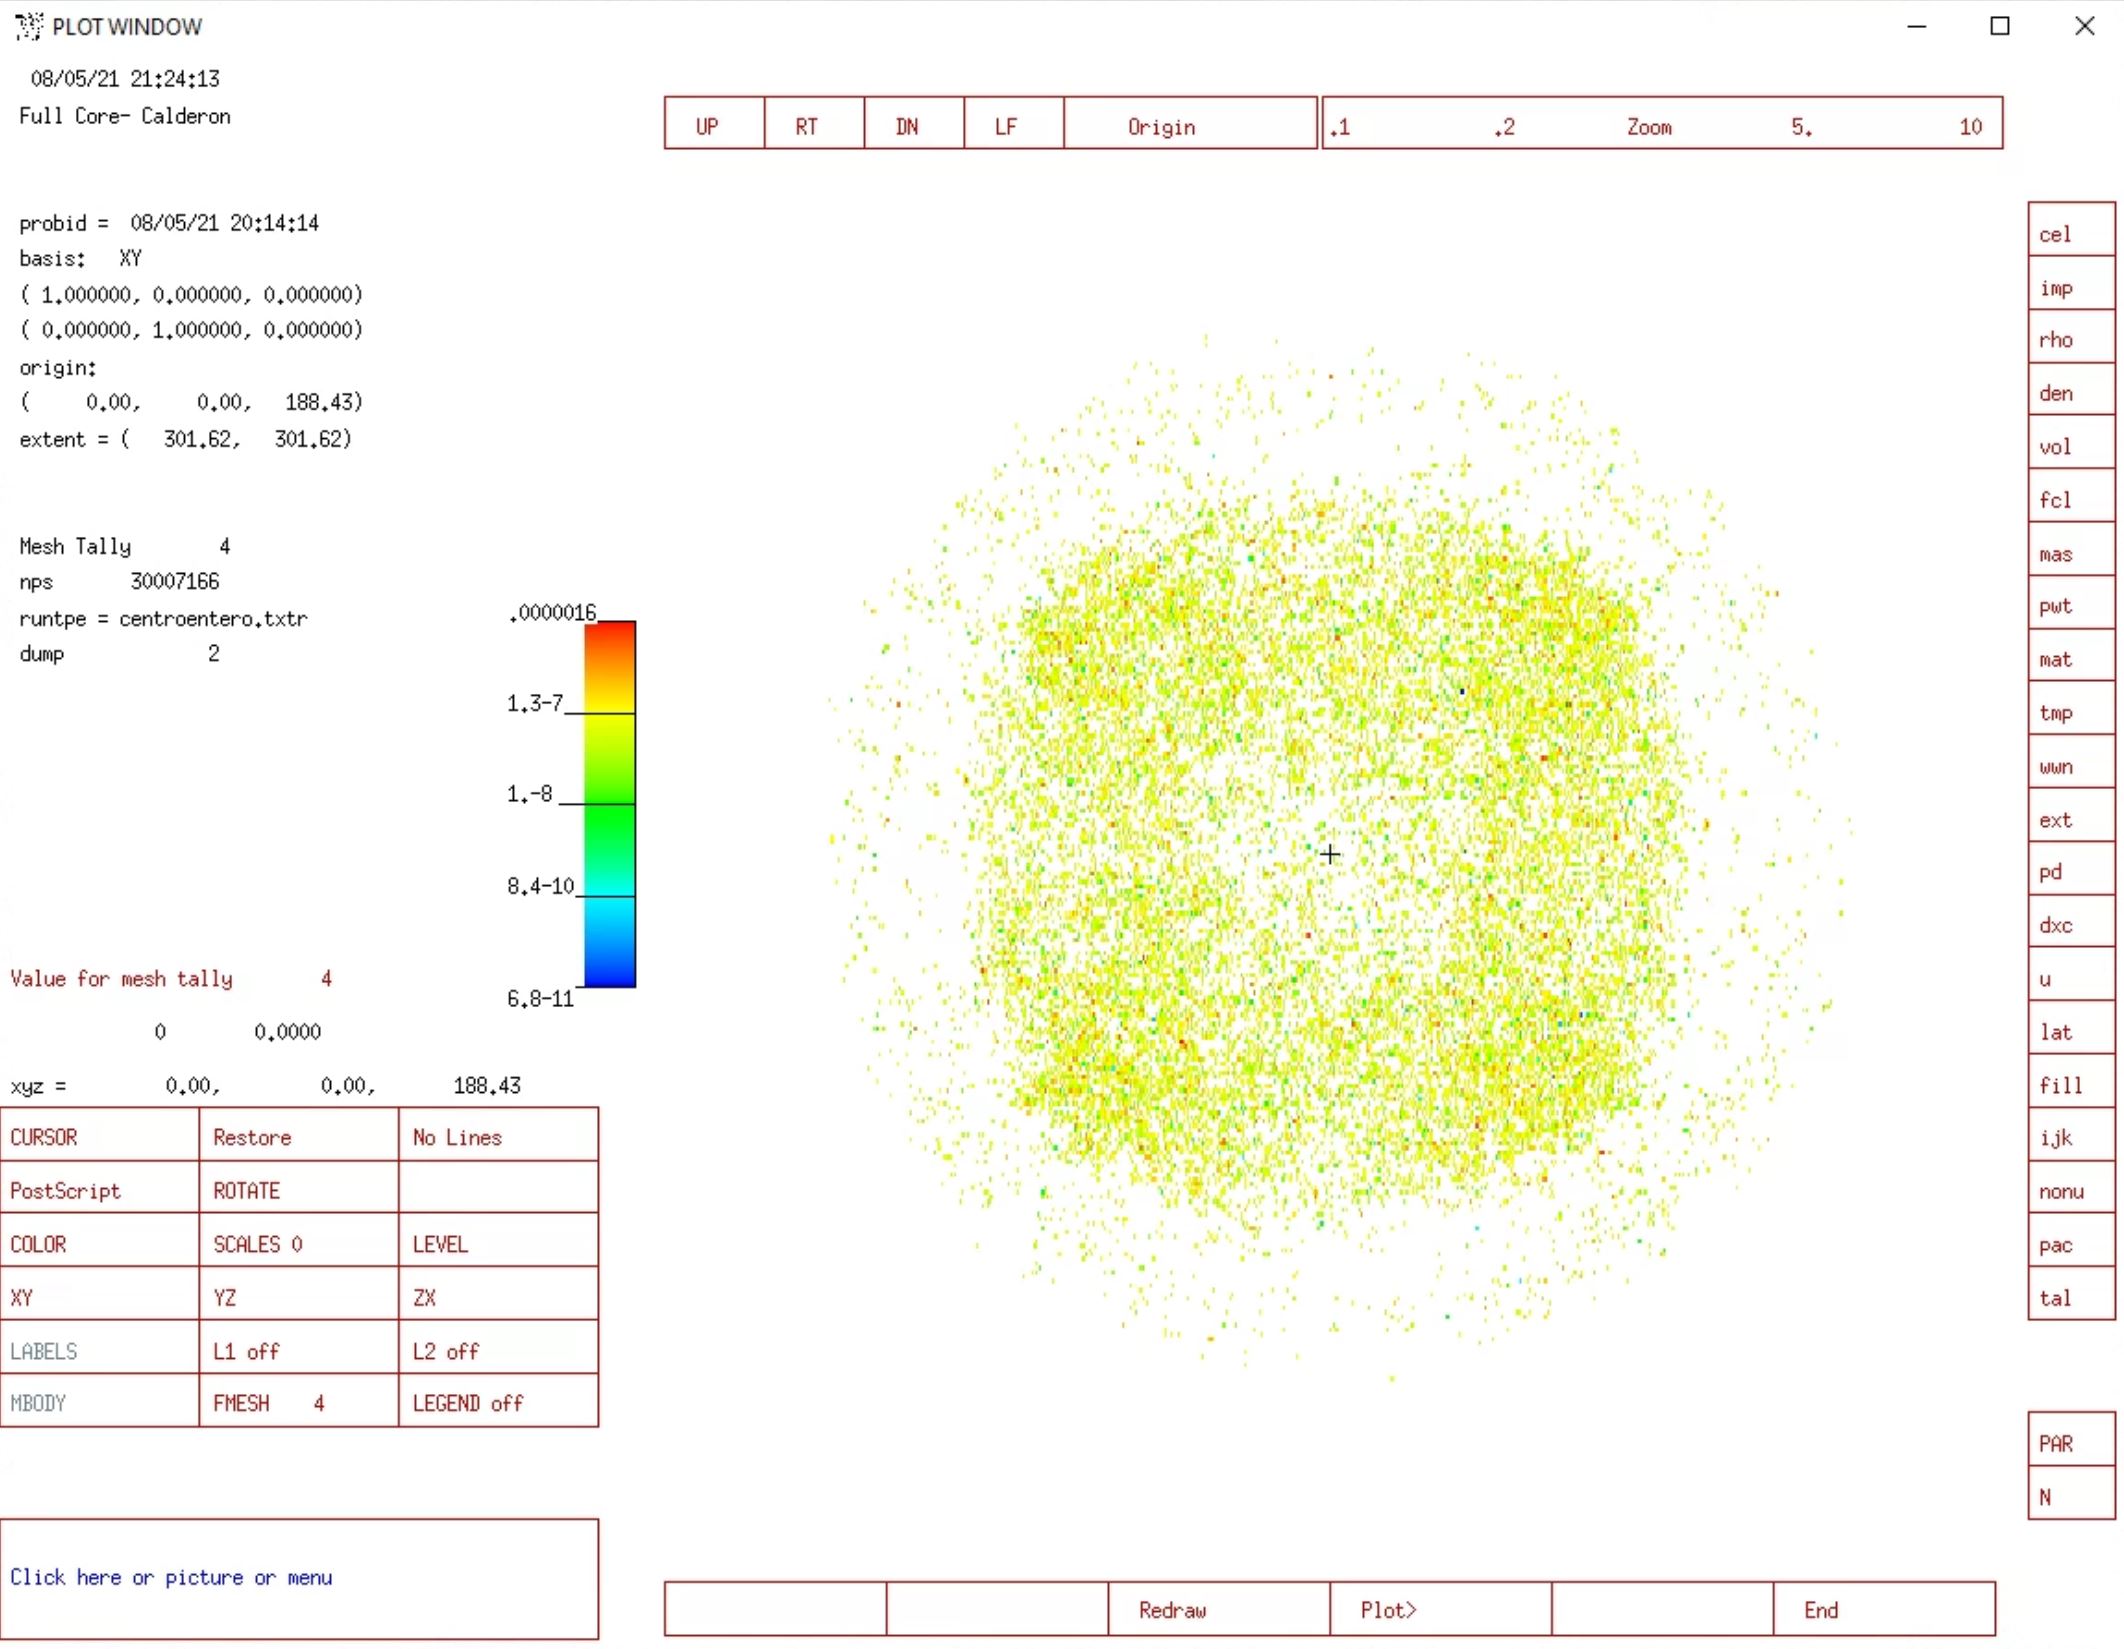 PLOT WINDOW
08/05/21 21:24:13
Full Core- Calderon
UP RT DN LF Origin .1 .2 Zoom 5. 10
probid = 08/05/21 20:14:14
basis: XY
( 1.000000, 0.000000, 0.000000)
( 0.000000, 1.000000, 0.000000)
origin:
( 0.00, 0.00, 188.43)
extent = ( 301.62, 301.62)
Mesh Tally 4
nps 30007166
runtpe = centroentero.txtr
dump 2
.0000016
1.3-7
1.-8
8.4-10
6.8-11
Value for mesh tally 4
0 0.0000
xyz = 0.00, 0.00, 188.43
CURSOR Restore No Lines
PostScript ROTATE
COLOR SCALES 0 LEVEL
XY YZ ZX
LABELS L1 off L2 off
MBODY FMESH 4 LEGEND off
Click here or picture or menu
cel
imp
rho
den
vol
fcl
mas
pwt
mat
tmp
wwn
ext
pd
dxc
u
lat
fill
ijk
nonu
pac
tal
PAR
N
Redraw Plot> End